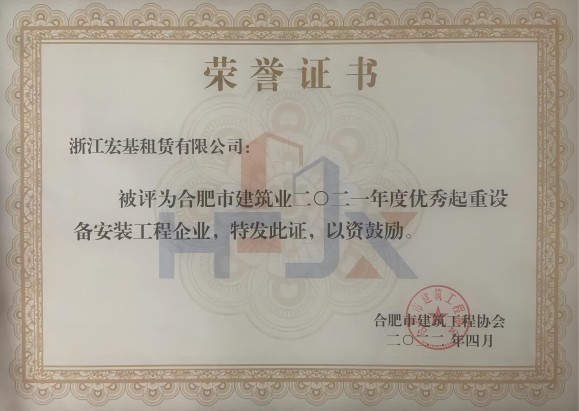 荣誉证书
浙江宏基租赁有限公司：
被评为合肥市建筑业二〇二一年度优秀起重设
备安装工程企业，特发此证，以资鼓励。
合肥市建筑工程协会
二〇二一年四月